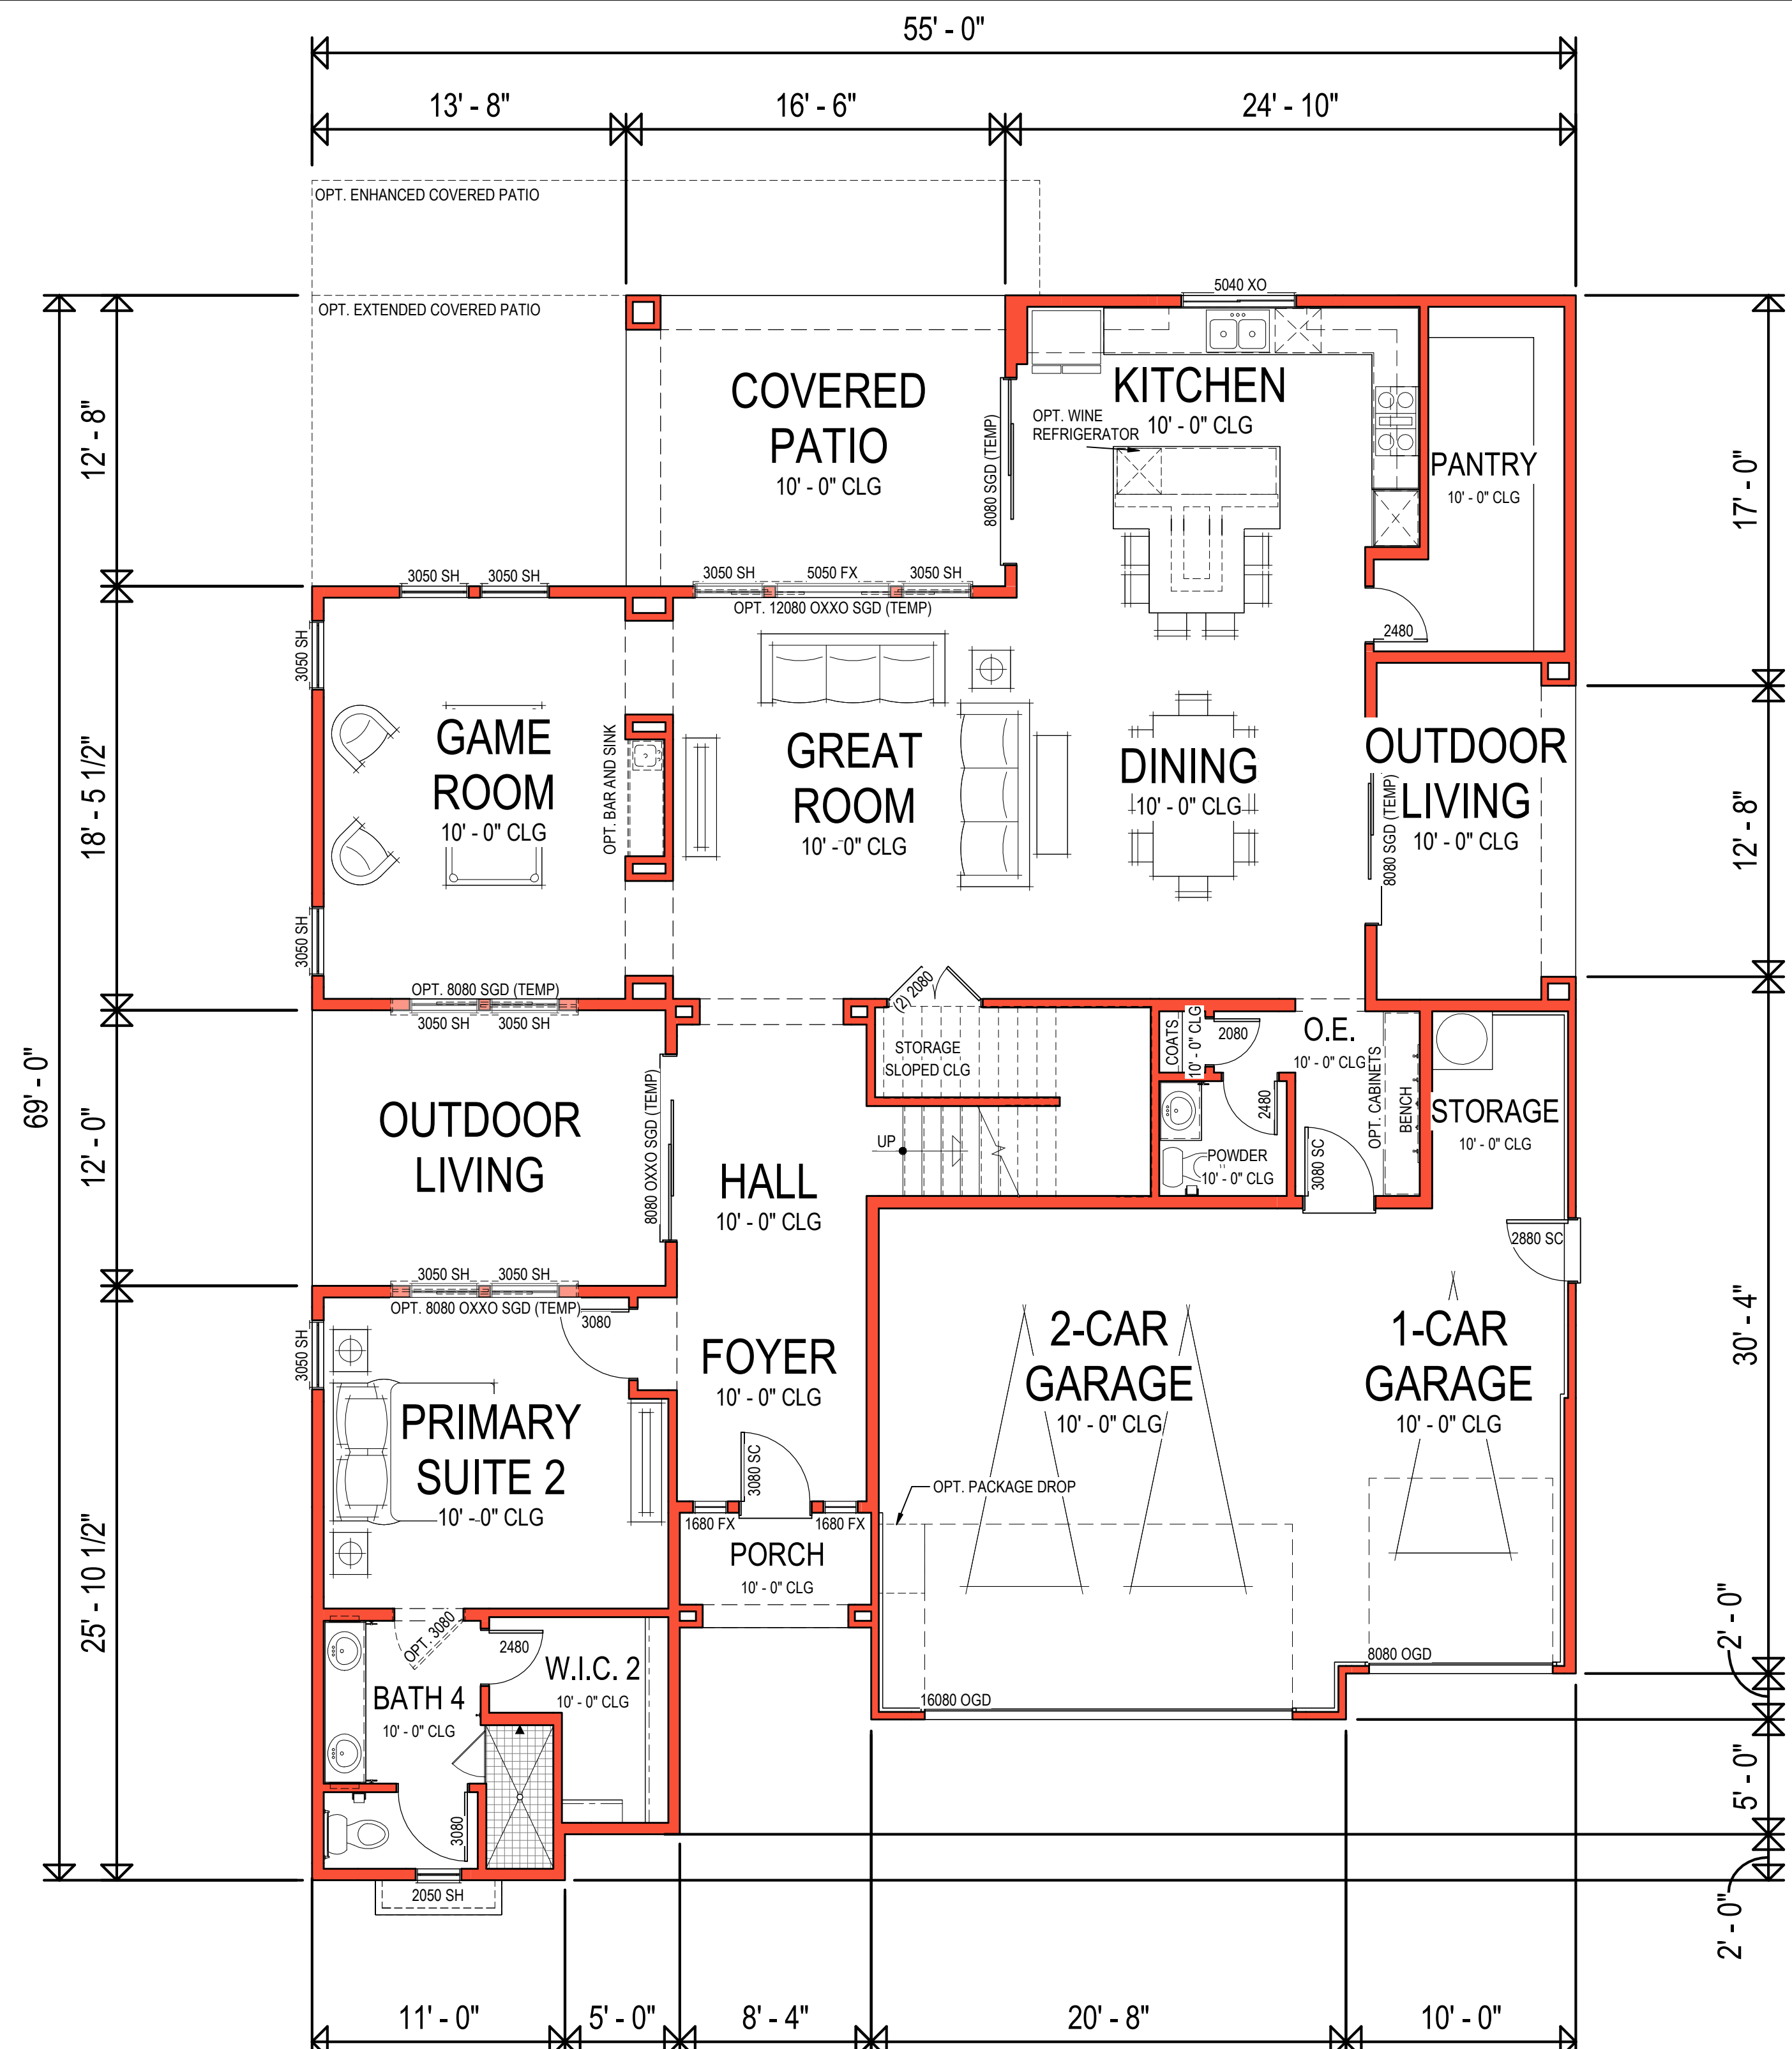 55' - 0"
13' - 8"
16' - 6"
24' - 10"
OPT. ENHANCED COVERED PATIO
5040 XO
OPT. EXTENDED COVERED PATIO
COVERED
PATIO
10' - 0" CLG
8080 SGD (TEMP)
KITCHEN
10' - 0" CLG
OPT. WINE
REFRIGERATOR
PANTRY
10' - 0" CLG
12' - 8"
17' - 0"
3050 SH
3050 SH
3050 SH
5050 FX
3050 SH
OPT. 12080 OXXO SGD (TEMP)
2480
3050 SH
GAME
ROOM
10' - 0" CLG
OPT. BAR AND SINK
GREAT
ROOM
10' - 0" CLG
DINING
10' - 0" CLG
OUTDOOR
LIVING
10' - 0" CLG
8080 SGD (TEMP)
18' - 5 1/2"
12' - 8"
3050 SH
OPT. 8080 SGD (TEMP)
3050 SH
3050 SH
(2) 2080
STORAGE
SLOPED CLG
COATS
10' - 0" CLG
2080
O.E.
10' - 0" CLG
OPT. CABINETS
BENCH
STORAGE
10' - 0" CLG
69' - 0"
12' - 0"
OUTDOOR
LIVING
8080 OXXO SGD (TEMP)
UP
2480
POWDER
10' - 0" CLG
3080 SC
HALL
10' - 0" CLG
2880 SC
3050 SH
3050 SH
OPT. 8080 OXXO SGD (TEMP)
3080
3050 SH
FOYER
10' - 0" CLG
2-CAR
GARAGE
10' - 0" CLG
1-CAR
GARAGE
10' - 0" CLG
30' - 4"
PRIMARY
SUITE 2
10' - 0" CLG
3080 SC
OPT. PACKAGE DROP
1680 FX
1680 FX
PORCH
10' - 0" CLG
25' - 10 1/2"
OPT. 3080
2480
W.I.C. 2
10' - 0" CLG
BATH 4
10' - 0" CLG
16080 OGD
8080 OGD
2' - 0"
5' - 0"
3080
2050 SH
2' - 0"
11' - 0"
5' - 0"
8' - 4"
20' - 8"
10' - 0"